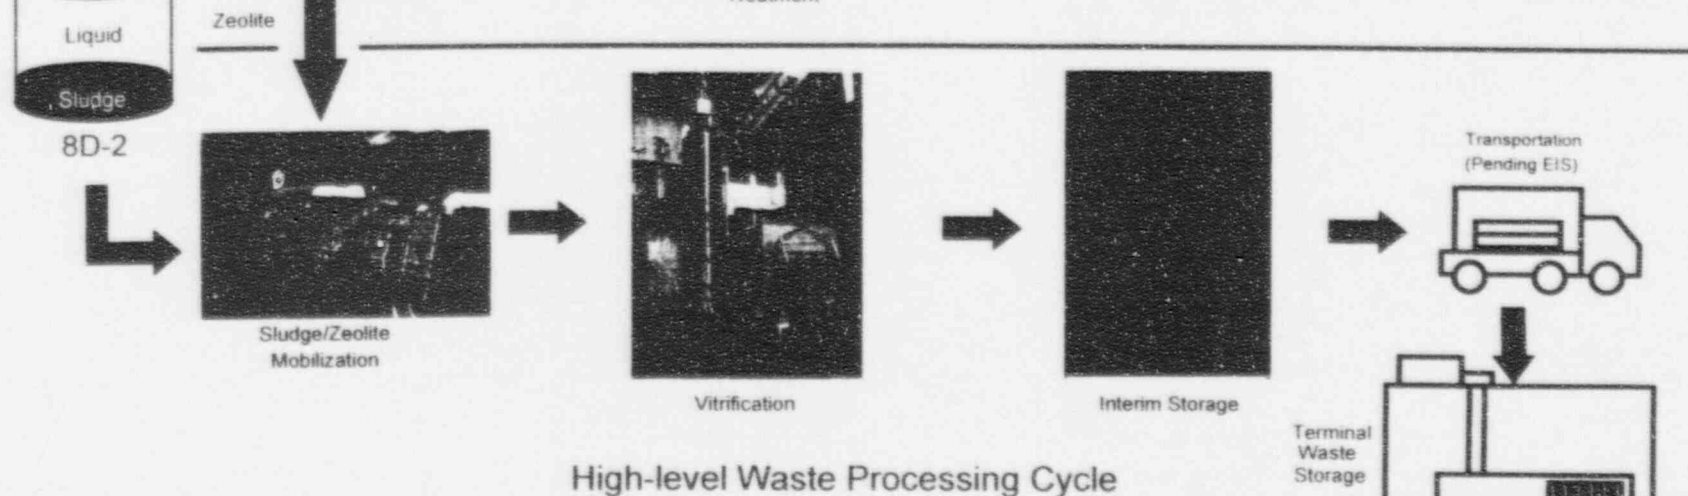 Zeolite
Liquid
Sludge
8D-2
Transportation
(Pending EIS)
Sludge/Zeolite
Mobilization
Vitrification
Interim Storage
Terminal
Waste
Storage
High-level Waste Processing Cycle